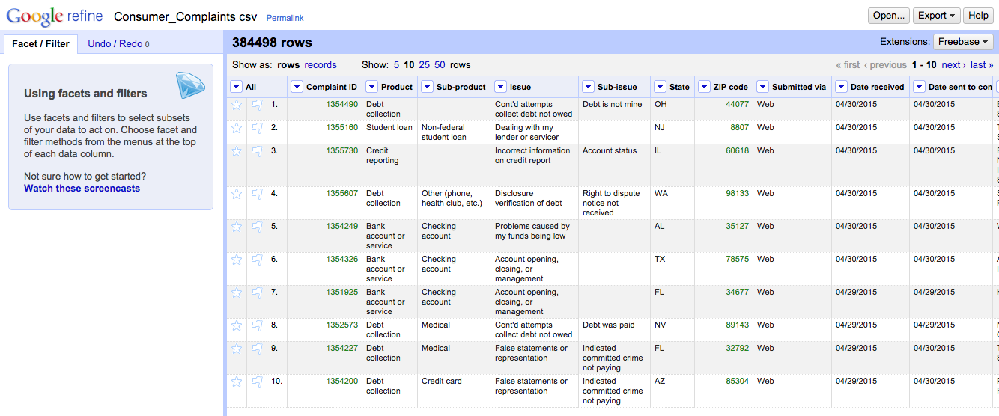 Google refine Consumer_Complaints csv Permalink Open... Export Help
Facet / Filter Undo / Redo 0 384498 rows Extensions: Freebase
Show as: rows records Show: 5 10 25 50 rows « first ‹ previous 1 - 10 next › last »
Using facets and filters
Use facets and filters to select subsets
of your data to act on. Choose facet and
filter methods from the menus at the top
of each data column.
Not sure how to get started?
Watch these screencasts
All Complaint ID Product Sub-product Issue Sub-issue State ZIP code Submitted via Date received Date sent to com
1. 1354490 Debt Cont'd attempts Debt is not mine OH 44077 Web 04/30/2015 04/30/2015
collection collect debt not owed
2. 1355160 Student loan Non-federal Dealing with my NJ 8807 Web 04/30/2015 04/30/2015
student loan lender or servicer
3. 1355730 Credit Incorrect information Account status IL 60618 Web 04/30/2015 04/30/2015
reporting on credit report
4. 1355607 Debt Other (phone, Disclosure Right to dispute WA 98133 Web 04/30/2015 04/30/2015
collection health club, etc.) verification of debt notice not
received
5. 1354249 Bank Checking Problems caused by AL 35127 Web 04/30/2015 04/30/2015
account or account my funds being low
service
6. 1354326 Bank Checking Account opening, TX 78575 Web 04/30/2015 04/30/2015
account or account closing, or
service management
7. 1351925 Bank Checking Account opening, FL 34677 Web 04/29/2015 04/30/2015
account or account closing, or
service management
8. 1352573 Debt Medical Cont'd attempts Debt was paid NV 89143 Web 04/29/2015 04/29/2015
collection collect debt not owed
9. 1354227 Debt Medical False statements or Indicated FL 32792 Web 04/29/2015 04/30/2015
collection representation committed crime
not paying
10. 1354200 Debt Credit card False statements or Indicated AZ 85304 Web 04/29/2015 04/30/2015
collection representation committed crime
not paying